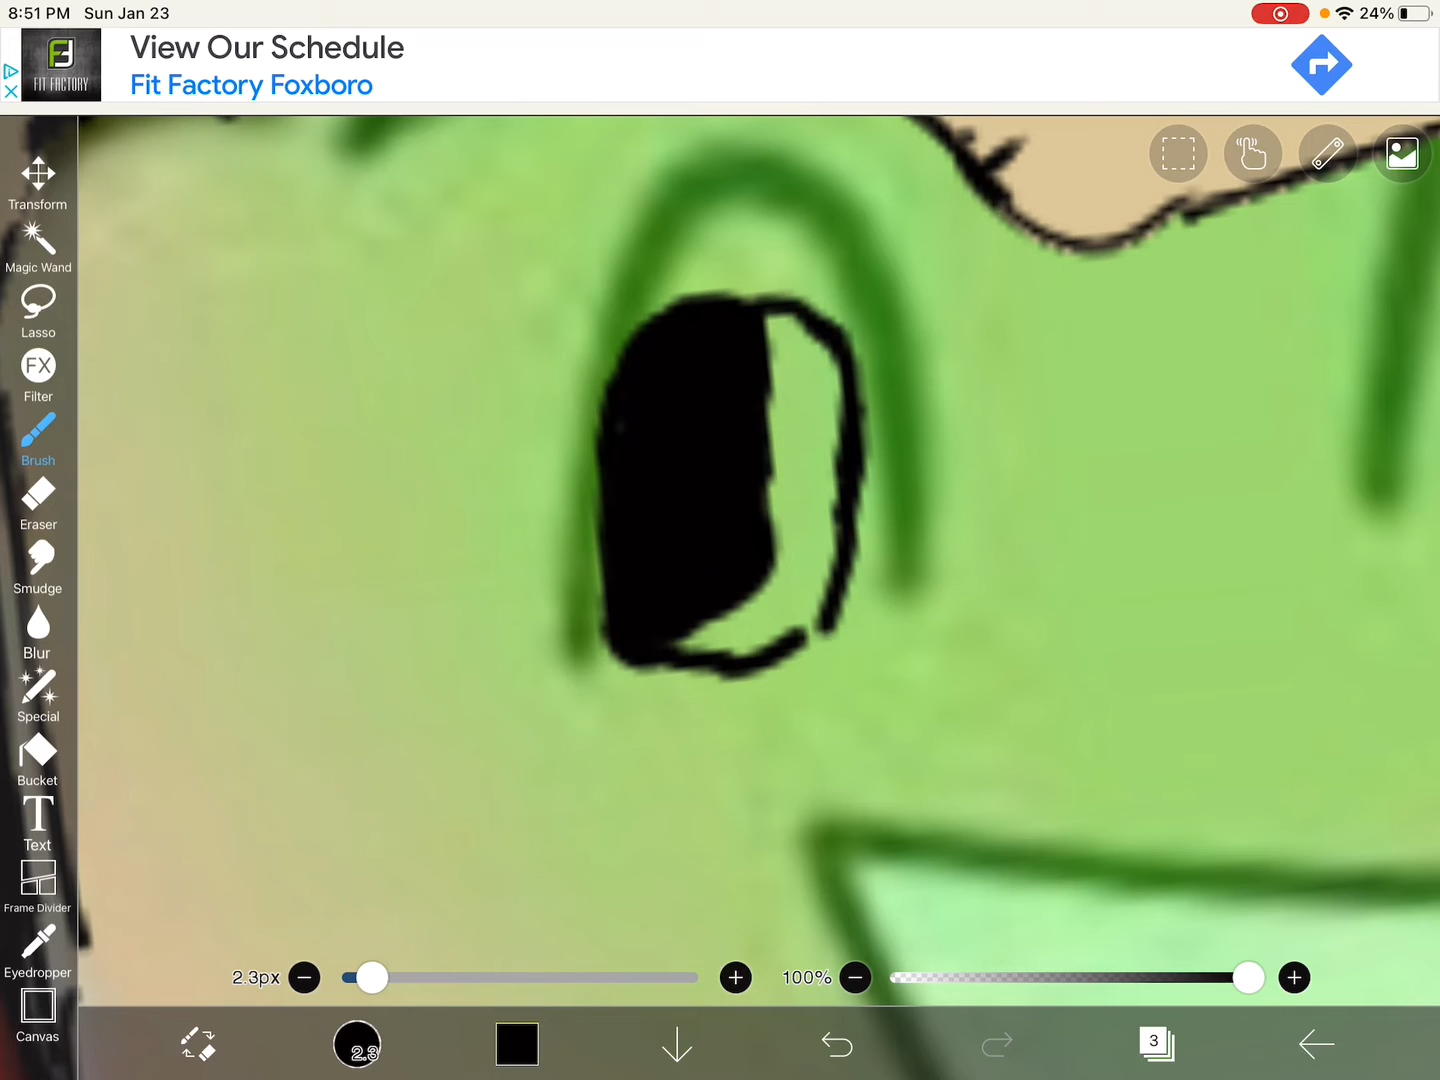 8:51 PM Sun Jan 23
24%
View Our Schedule
Fit Factory Foxboro
FIT FACTORY
Transform
Magic Wand
Lasso
FX
Filter
Brush
Eraser
Smudge
Blur
Special
Bucket
T
Text
Frame Divider
Eyedropper
Canvas
2.3px
100%
2.3
3